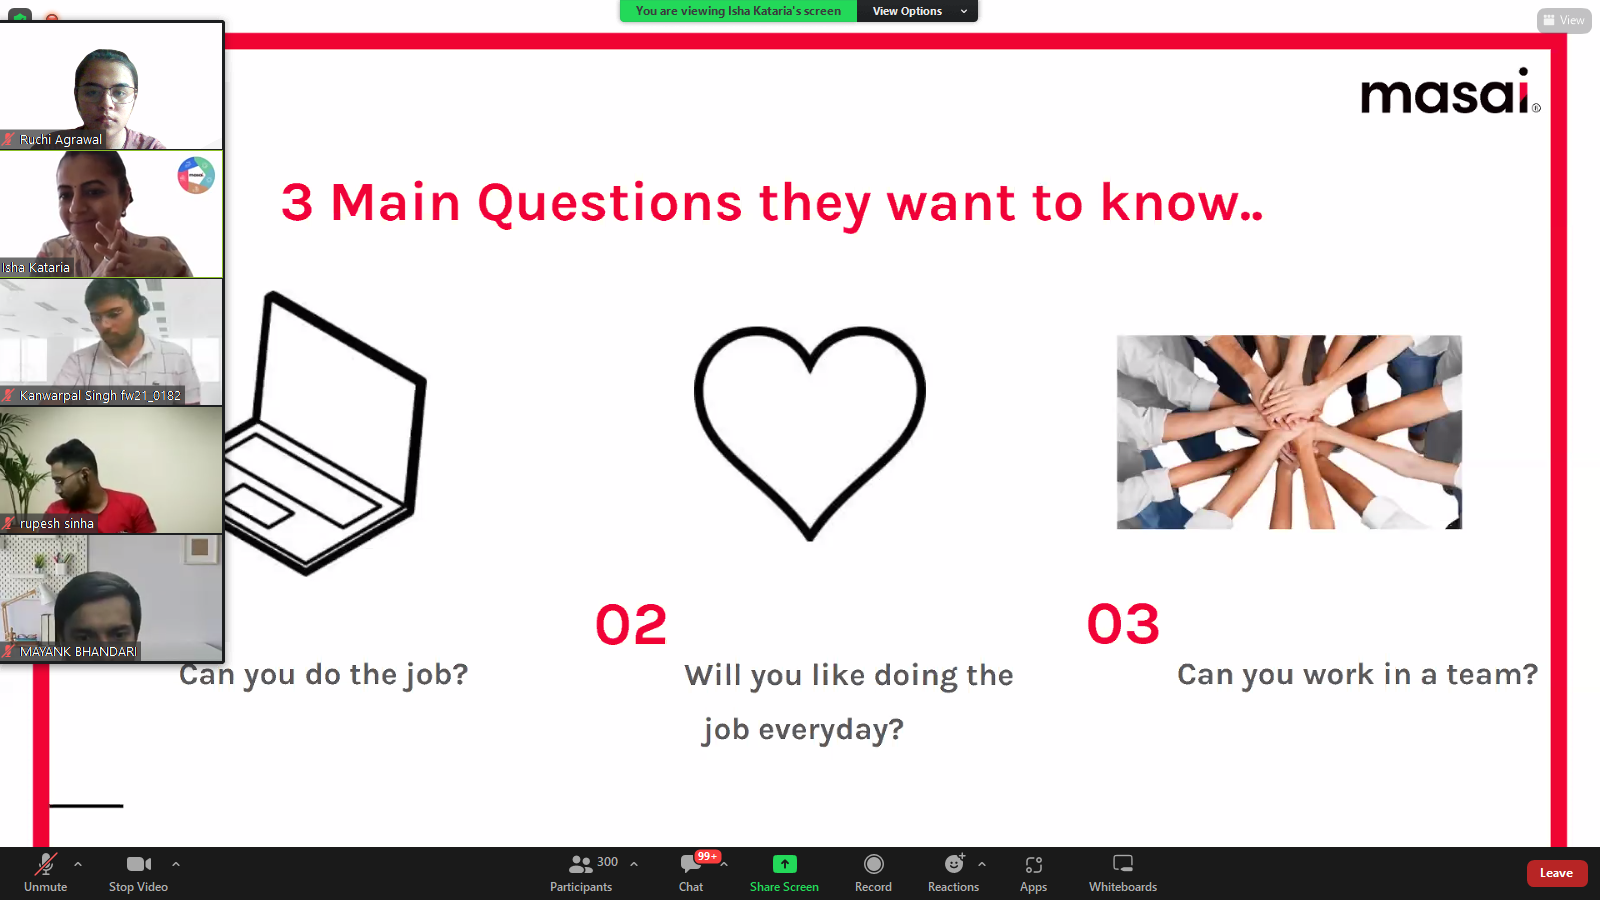 You are viewing Isha Kataria's screen
View Options
View
masai
3 Main Questions they want to know..
Ruchi Agrawal
Isha Kataria
Kanwarpal Singh fw21_0182
rupesh sinha
MAYANK BHANDARI
02
03
Can you do the job?
Will you like doing the
job everyday?
Can you work in a team?
Unmute
Stop Video
300
Participants
99+
Chat
Share Screen
Record
Reactions
Apps
Whiteboards
Leave